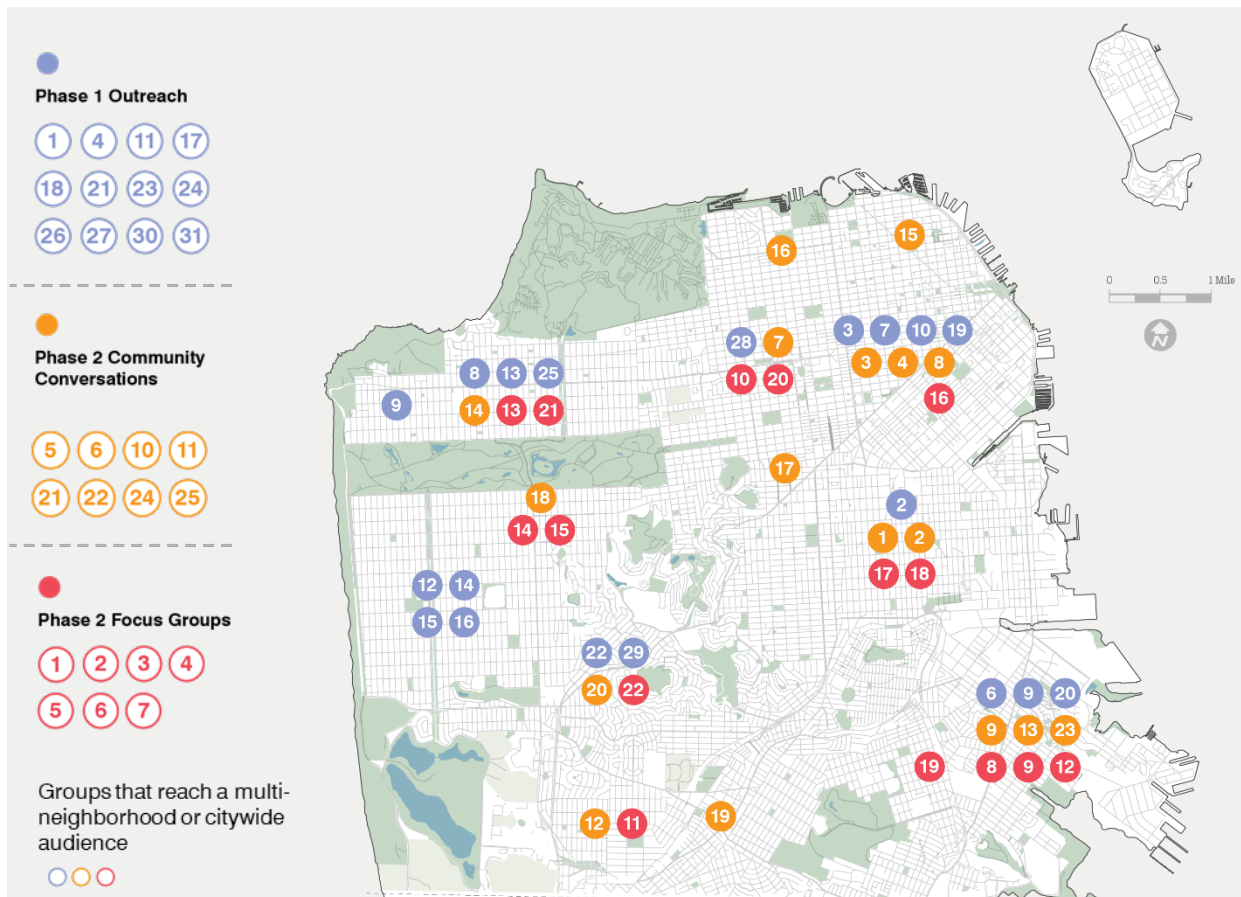 Phase 1 Outreach
1 4 11 17
18 21 23 24
26 27 30 31
Phase 2 Community
Conversations
5 6 10 11
21 22 24 25
Phase 2 Focus Groups
1 2 3 4
5 6 7
Groups that reach a multi-
neighborhood or citywide
audience
16
15
0 0.5 1 Mile
N
28 7
10 20
3 7 10 19
3 4 8
16
8 13 25
14 13 21
9
17
18
14 15
2
1 2
17 18
12 14
15 16
22 29
20 22
6 9 20
9 13 23
8 9 12
19
12 11
19